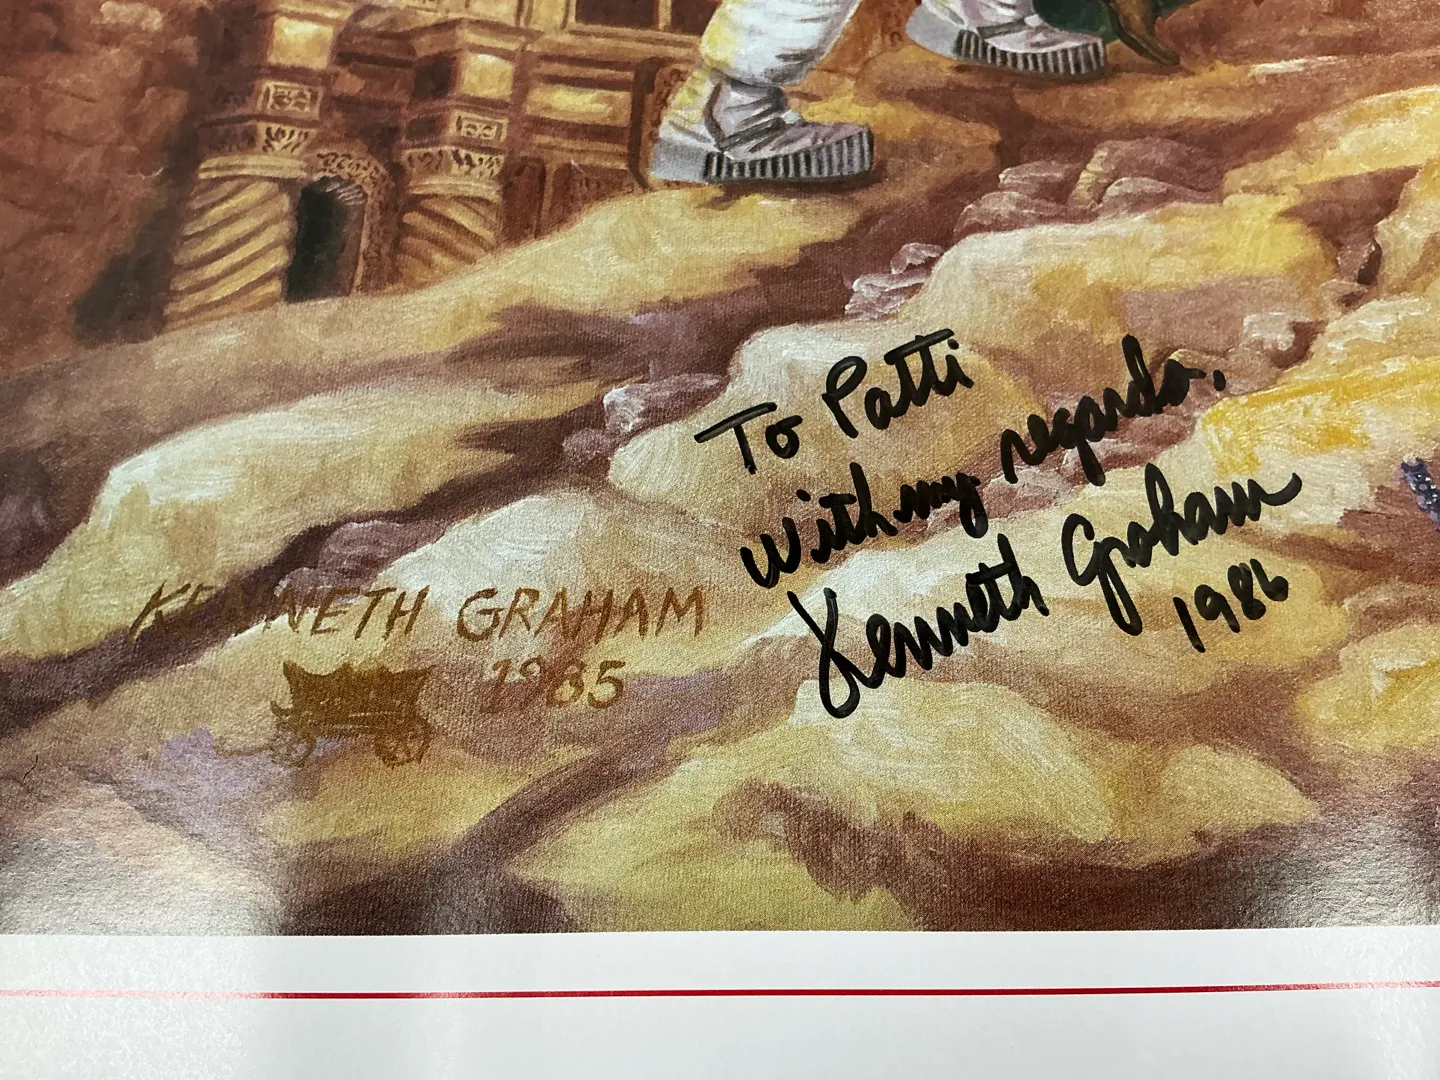 To Patti
With my regards,
Kenneth Graham
1986
KENNETH GRAHAM
1985